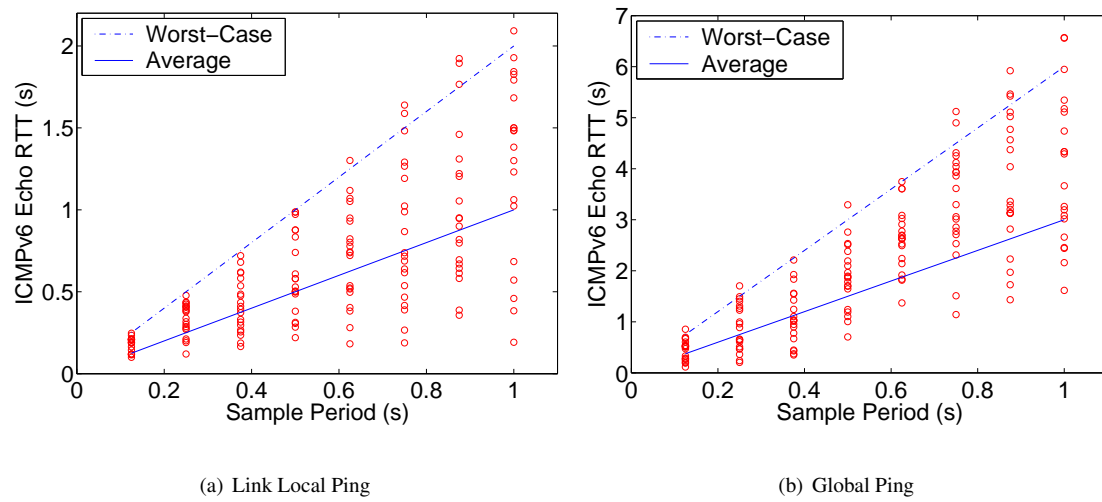 Worst−Case
Average
ICMPv6 Echo RTT (s)
2
1.5
1
0.5
0
0 0.2 0.4 0.6 0.8 1
Sample Period (s)
(a) Link Local Ping
Worst−Case
Average
ICMPv6 Echo RTT (s)
7
6
5
4
3
2
1
0
0 0.2 0.4 0.6 0.8 1
Sample Period (s)
(b) Global Ping